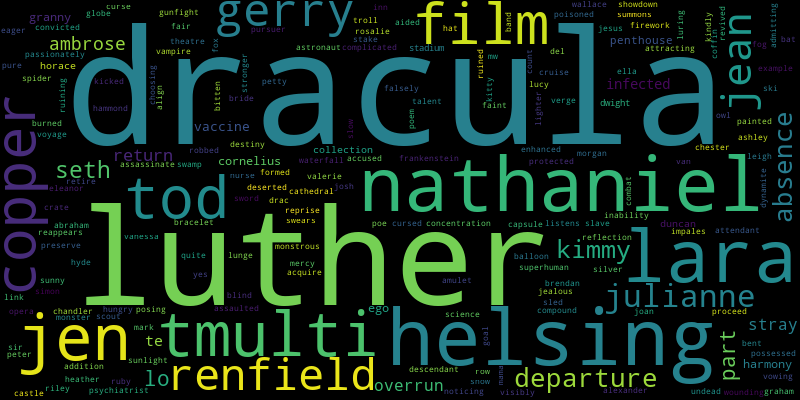 dracula
luther
helsing
nathaniel
lara
tmulti
renfield
film
gerry
tod
jen
copper
jean
julianne
departure
kimmy
seth
ambrose
absence
return
vaccine
infected
penthouse
cornelius
collection
part
stray
harmony
overrun
lo
te
ego
granny
curse
globe
convicted
eager
passionately
pure
horace
spider
ruining
burned
voyage
complicated
gunfight
fair
theatre
vampire
choosing
align
hammond
kicked
robbed
fox
stronger
bitten
pursuer
inn
troll
rosalie
aided
hat
band
stake
astronaut
stadium
petty
falsely
talent
poem
slow
ruined
kitty
mw
faint
count
cruise
lucy
lighter
del
verge
poisoned
wallace
showdown
summons
firework
jesus
luring
kindly
coffin
revived
attracting
ella
dwight
fog
bat
admitting
example
ski
owl
painted
ashley
chester
leigh
dynamite
van
morgan
enhanced
protected
combat
destiny
bride
nurse
formed
deserted
cathedral
waterfall
accused
frankenstein
valerie
josh
assassinate
swamp
sword
drac
reprise
swears
bracelet
retire
eleanor
crate
abraham
reappears
preserve
hyde
vanessa
sunny
link
simon
opera
chandler
monster
scout
hungry
posing
mark
sir
peter
addition
sunlight
heather
ruby
riley
psychiatrist
castle
quite
yes
lunge
blind
assaulted
monstrous
mercy
acquire
poe
cursed
concentration
capsule
listens
slave
inability
reflection
silver
balloon
superhuman
amulet
brendan
jealous
sled
compound
science
goal
joan
descendant
row
snow
noticing
mana
visibly
alexander
duncan
impales
attendant
proceed
bent
possessed
vowing
graham
wounding
undead